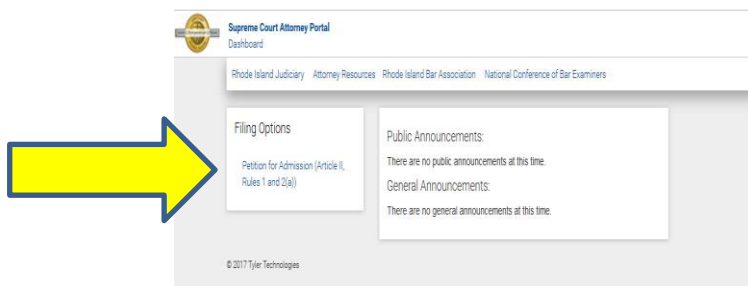 Supreme Court Attorney Portal
Dashboard
Rhode Island Judiciary Attorney Resources Rhode Island Bar Association National Conference of Bar Examiners
Filing Options
Petition for Admission (Article II,
Rules 1 and 2(a))
Public Announcements:
There are no public announcements at this time.
General Announcements:
There are no general announcements at this time.
© 2017 Tyler Technologies